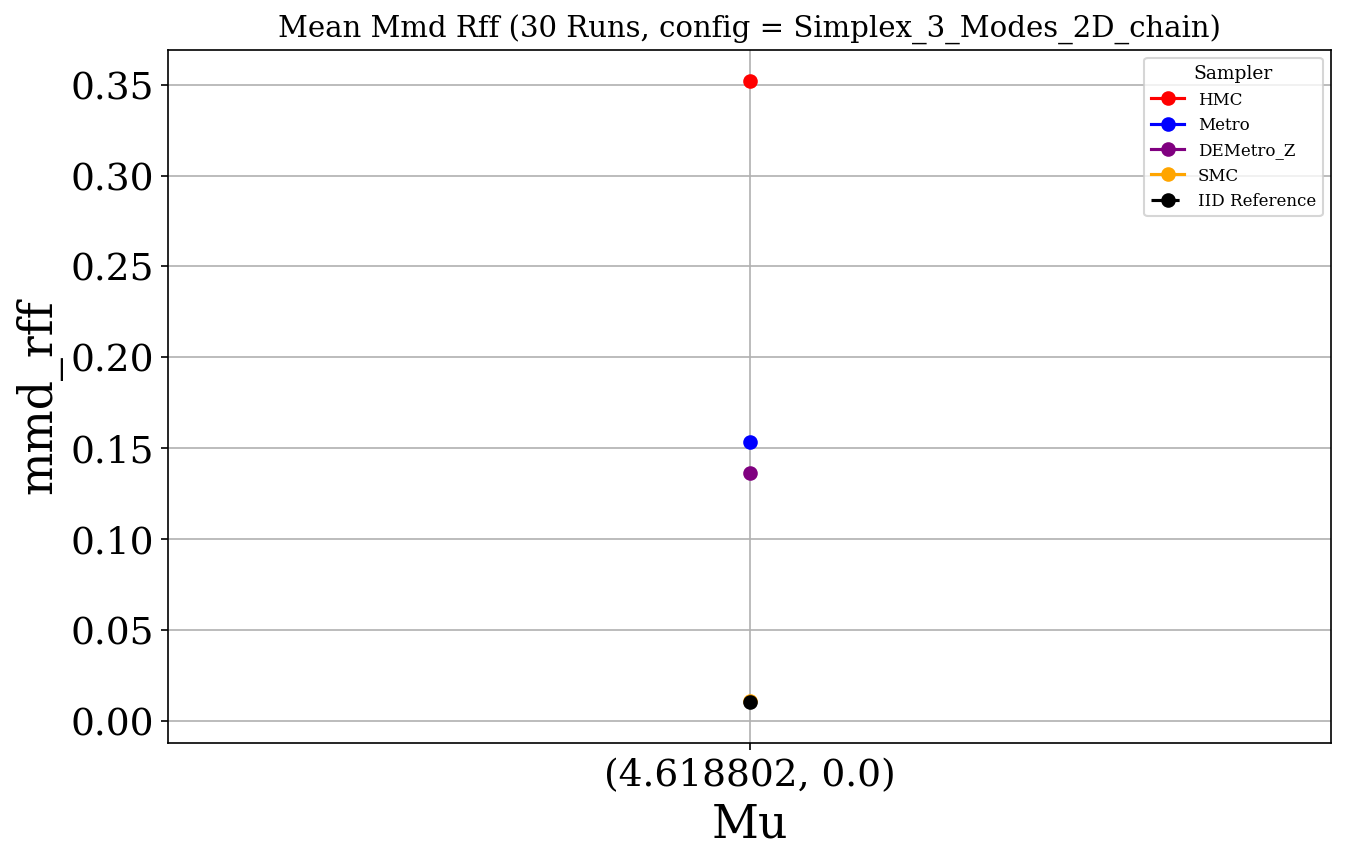 Mean Mmd Rff (30 Runs, config = Simplex_3_Modes_2D_chain)
Sampler
HMC
Metro
DEMetro_Z
SMC
IID Reference
mmd_rff
0.35
0.30
0.25
0.20
0.15
0.10
0.05
0.00
(4.618802, 0.0)
Mu